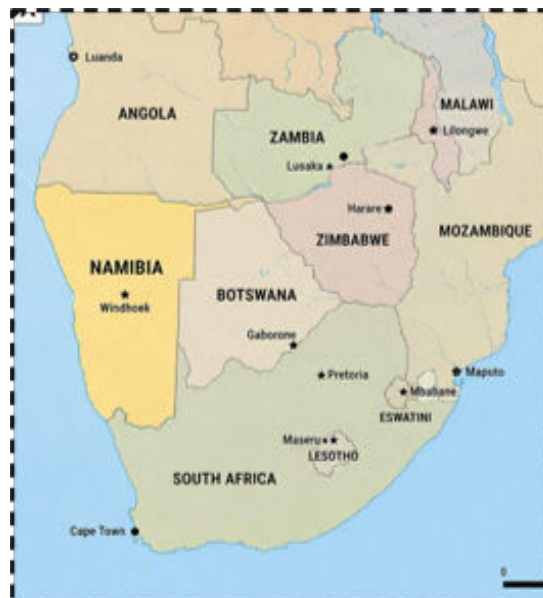 Luanda
ANGOLA
MALAWI
ZAMBIA
Lilongwe
Lusaka
Harare
MOZAMBIQUE
ZIMBABWE
NAMIBIA
BOTSWANA
Windhoek
Gaborone
Pretoria
Maputo
Mbabane
ESWATINI
Maseru
LESOTHO
SOUTH AFRICA
Cape Town
0